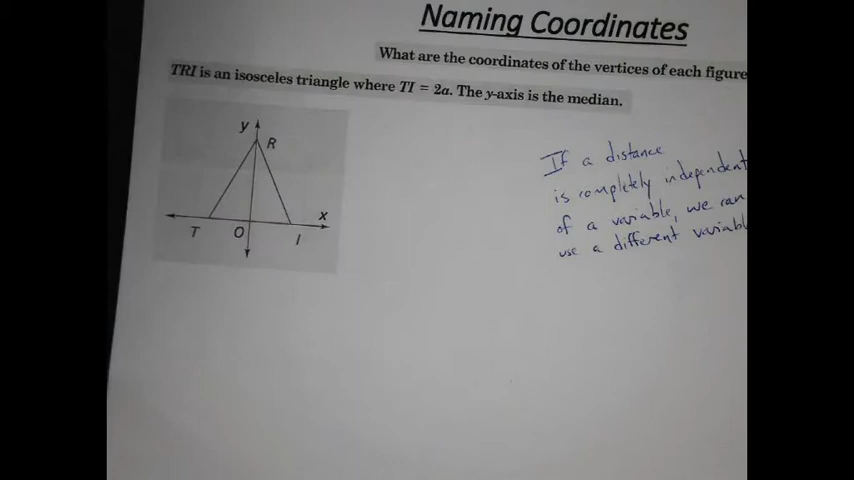 Naming Coordinates
What are the coordinates of the vertices of each figure
TRI is an isosceles triangle where TI = 2a. The y-axis is the median.
y
R
x
T
O
I
If a distance
is completely independent
of a variable, we can
use a different variabl